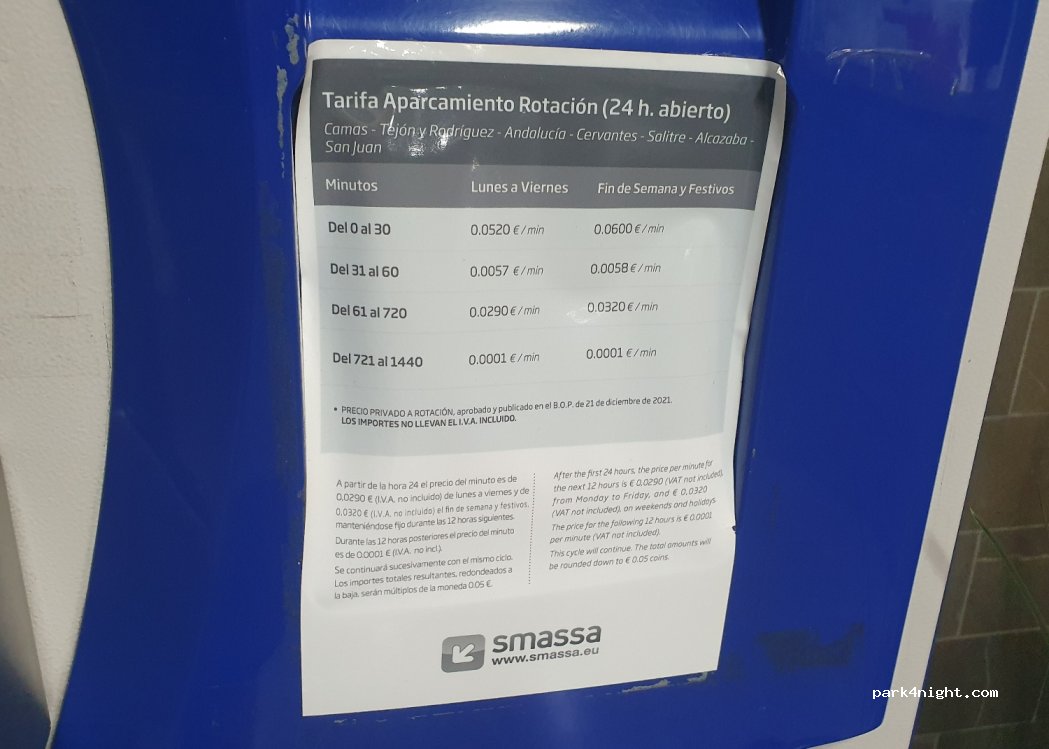 Tarifa Aparcamiento Rotación (24 h. abierto)
Camas - Tejón y Rodríguez - Andalucía - Cervantes - Salitre - Alcazaba -
San Juan
Minutos Lunes a Viernes Fin de Semana y Festivos
Del 0 al 30 0.0520 € / min 0.0600 € / min
Del 31 al 60 0.0057 € / min 0.0058 € / min
Del 61 al 720 0.0290 € / min 0.0320 € / min
Del 721 al 1440 0.0001 € / min 0.0001 € / min
• PRECIO PRIVADO A ROTACIÓN, aprobado y publicado en el B.O.P. de 21 de diciembre de 2021.
LOS IMPORTES NO LLEVAN EL I.V.A. INCLUIDO.
A partir de la hora 24 el precio del minuto es de
0,0290 € (I.V.A. no incluido) de lunes a viernes y de
0,0320 € (I.V.A. no incluido) el fin de semana y festivos,
manteniéndose fijo durante las 12 horas siguientes.
Durante las 12 horas posteriores el precio del minuto
es de 0.0001 € (I.V.A. no incl.).
Se continuará sucesivamente con el mismo ciclo.
Los importes totales resultantes, redondeados a
la baja, serán múltiplos de la moneda 0.05 €.
After the first 24 hours, the price per minute for
the next 12 hours is € 0,0290 (VAT not included),
from Monday to Friday, and € 0,0320
(VAT not included), on weekends and holidays.
The price for the following 12 hours is € 0.0001
per minute (VAT not included).
This cycle will continue. The total amounts will
be rounded down to € 0.05 coins.
smassa
www.smassa.eu
park4night.com